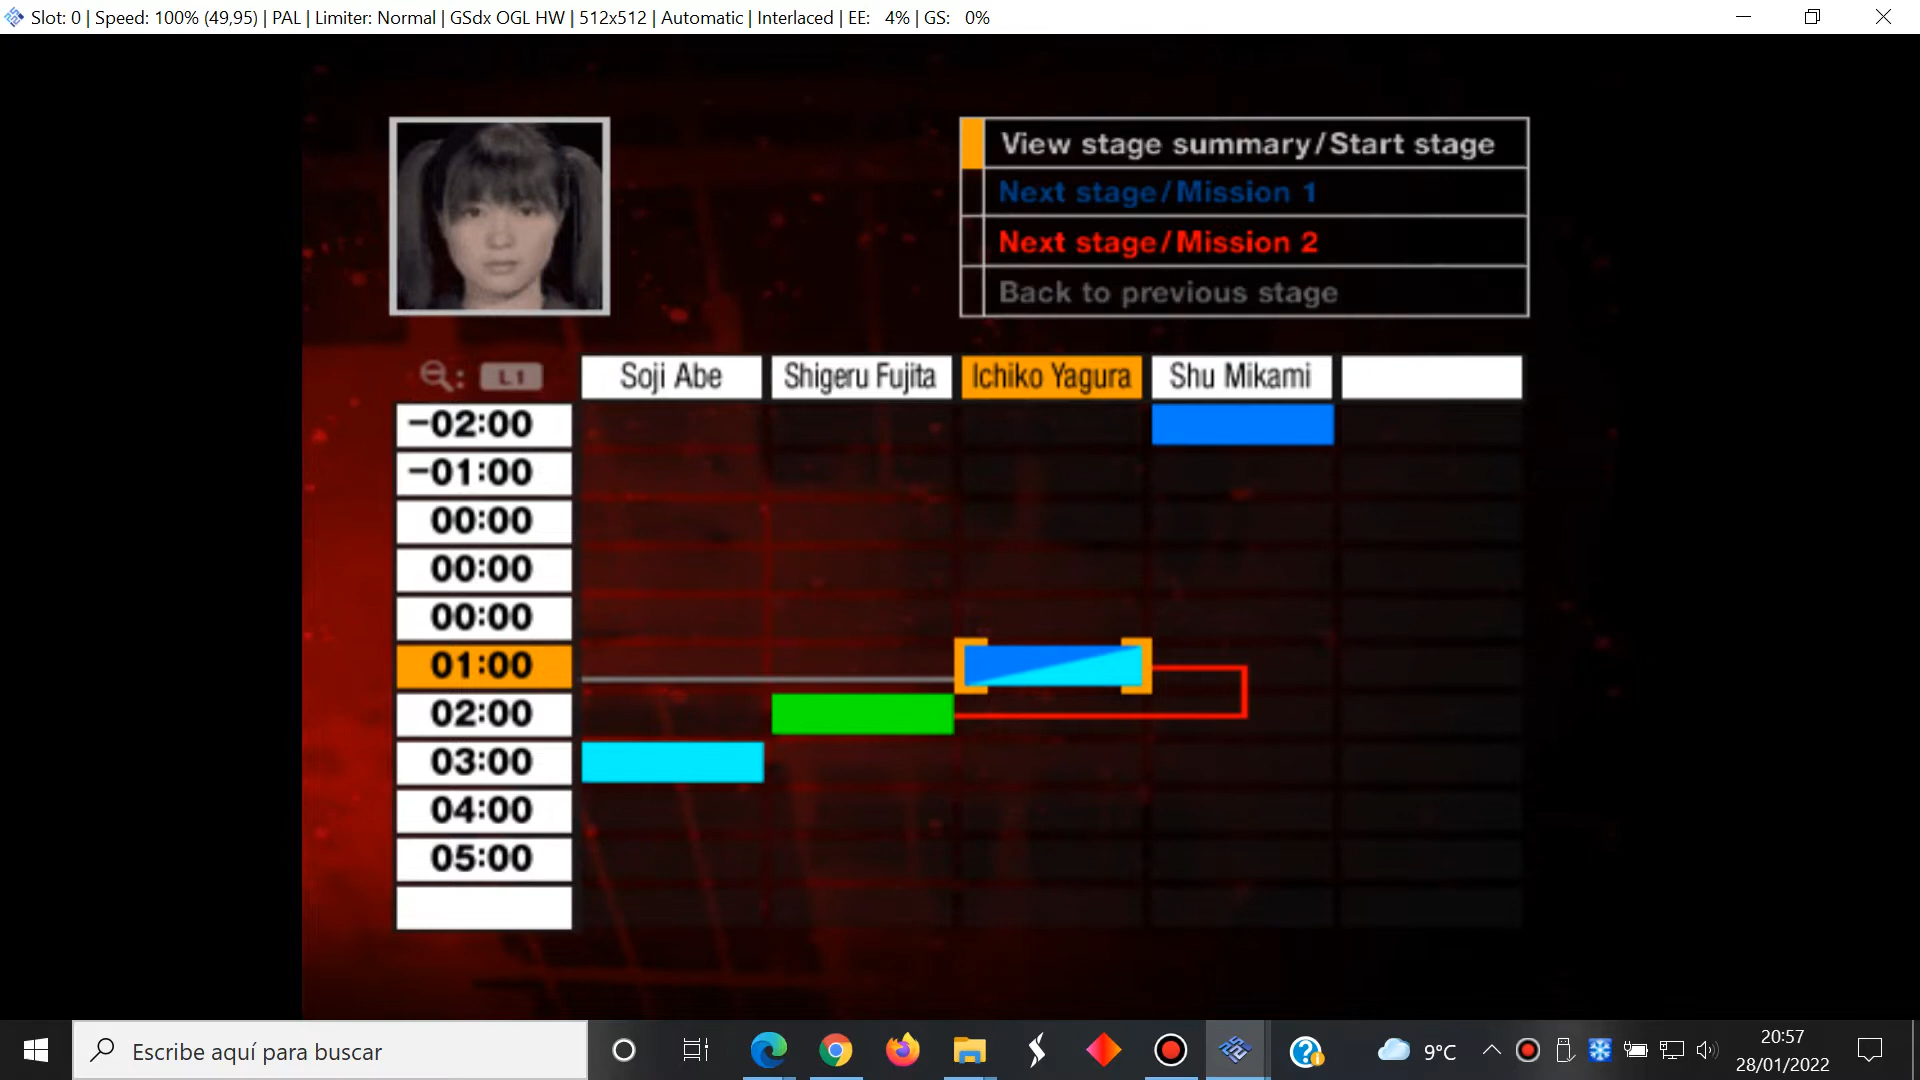 Slot: 0 | Speed: 100% (49,95) | PAL | Limiter: Normal | GSdx OGL HW | 512x512 | Automatic | Interlaced | EE: 4% | GS: 0%
View stage summary/Start stage
Next stage/Mission 1
Next stage/Mission 2
Back to previous stage
: L1
Soji Abe
Shigeru Fujita
Ichiko Yagura
Shu Mikami
-02:00
-01:00
00:00
00:00
00:00
01:00
02:00
03:00
04:00
05:00
Escribe aquí para buscar
9°C
20:57
28/01/2022